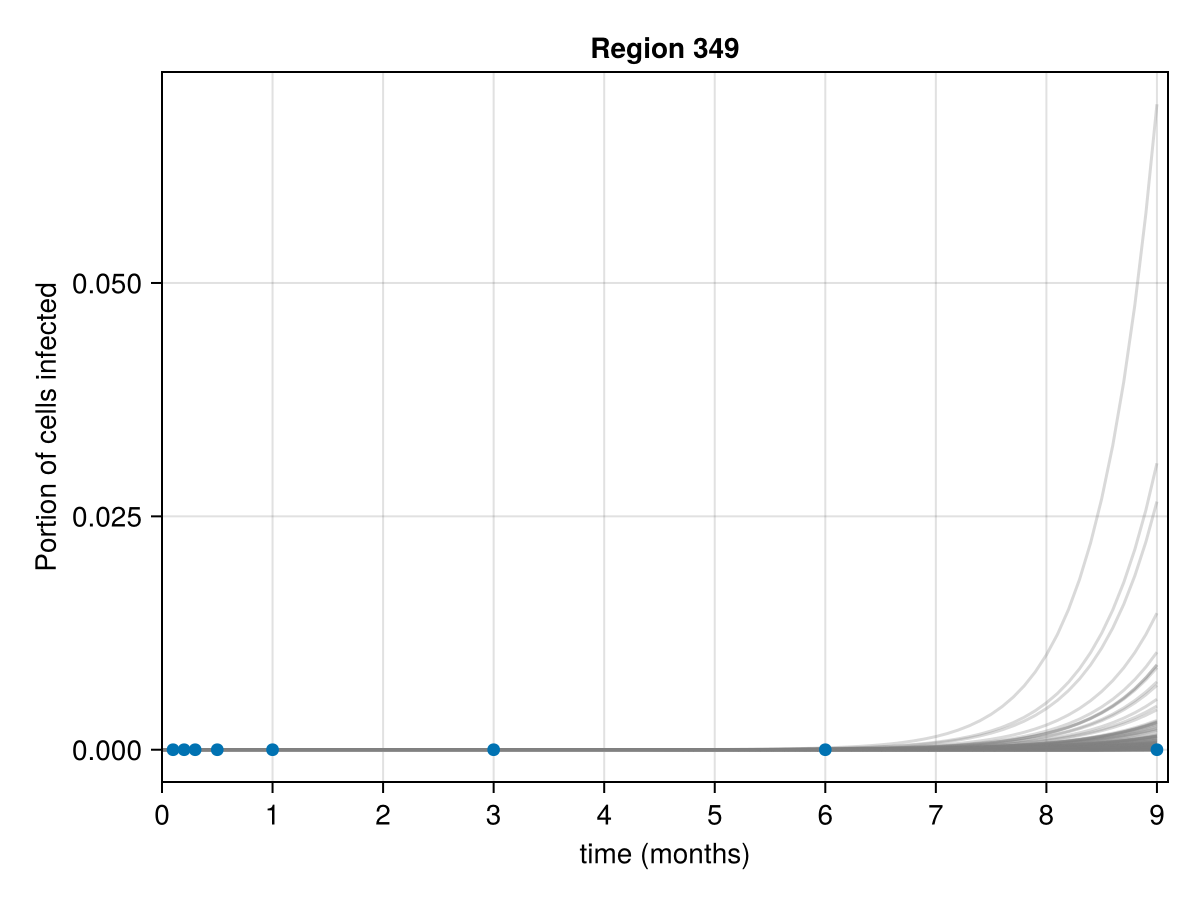 Region 349
Portion of cells infected
0.050
0.025
0.000
0 1 2 3 4 5 6 7 8 9
time (months)